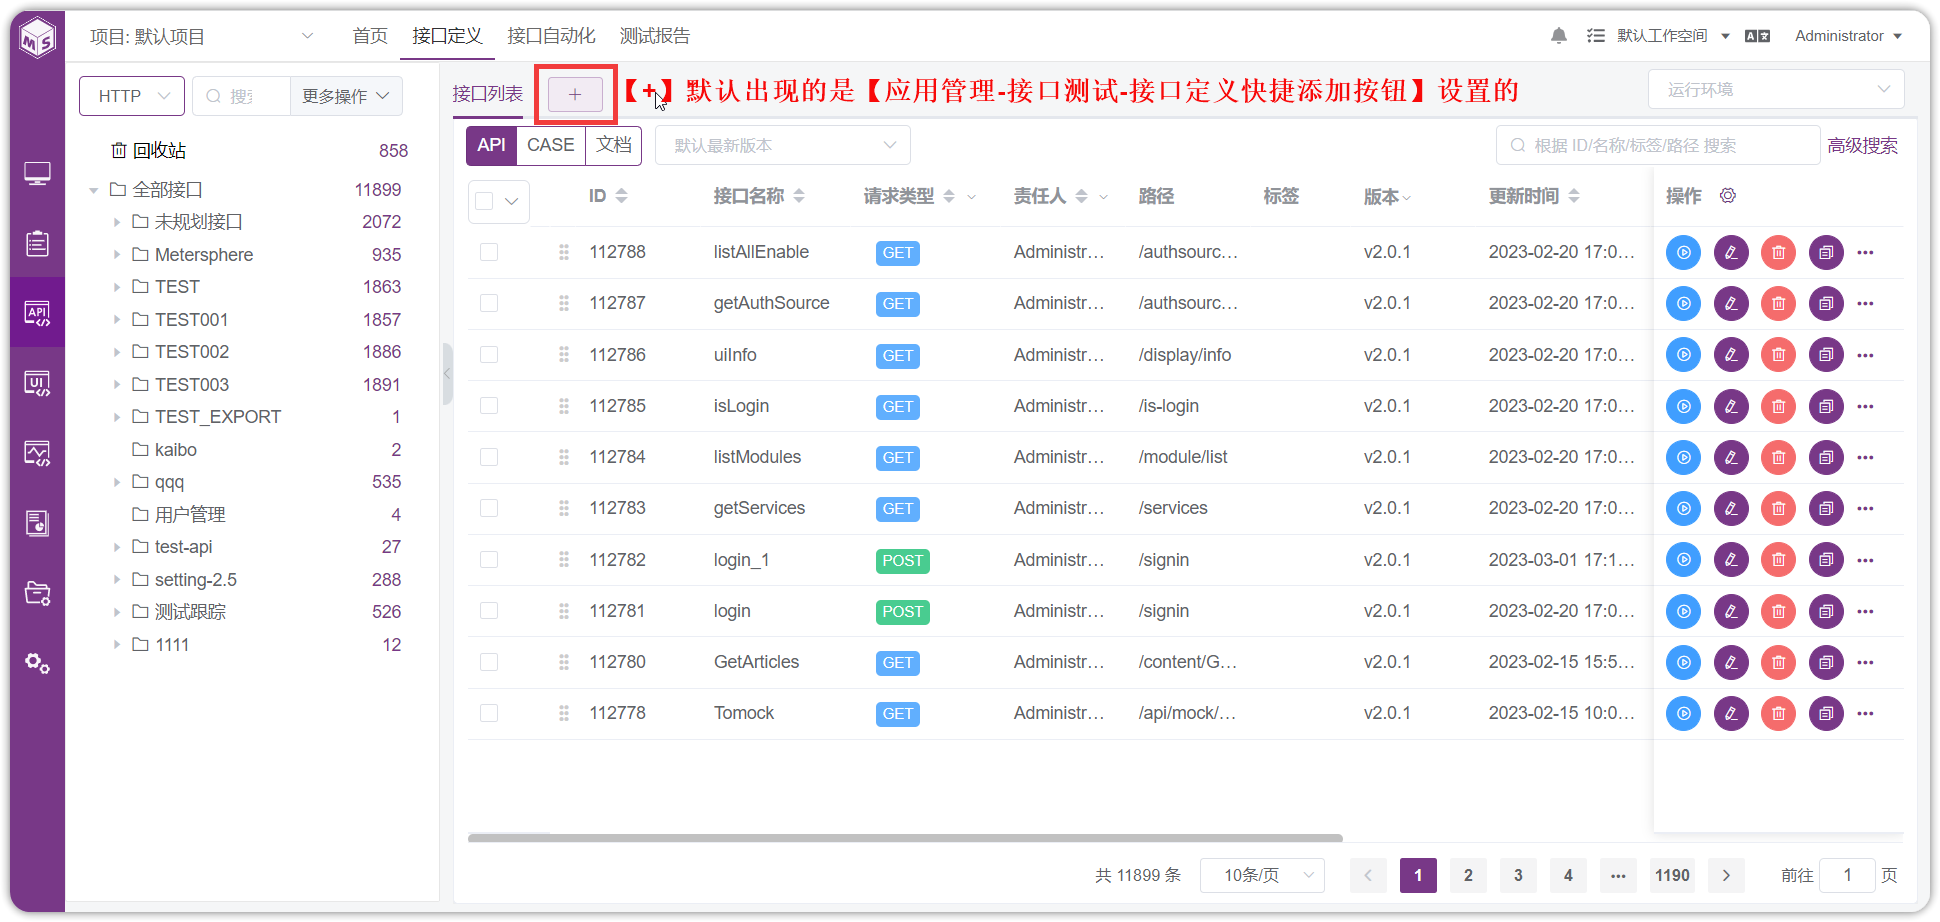 MS
项目: 默认项目
首页
接口定义
接口自动化
测试报告
默认工作空间
A文
Administrator
HTTP
搜索
更多操作
接口列表
+
【+】默认出现的是【应用管理-接口测试-接口定义快捷添加按钮】设置的
运行环境
回收站 858
全部接口 11899
未规划接口 2072
Metersphere 935
TEST 1863
TEST001 1857
TEST002 1886
TEST003 1891
TEST_EXPORT 1
kaibo 2
qqq 535
用户管理 4
test-api 27
setting-2.5 288
测试跟踪 526
1111 12
API
UI
API CASE 文档
默认最新版本
根据 ID/名称/标签/路径 搜索
高级搜索
ID 接口名称 请求类型 责任人 路径 标签 版本 更新时间 操作
112788 listAllEnable GET Administr... /authsourc... v2.0.1 2023-02-20 17:0...
112787 getAuthSource GET Administr... /authsourc... v2.0.1 2023-02-20 17:0...
112786 uiInfo GET Administr... /display/info v2.0.1 2023-02-20 17:0...
112785 isLogin GET Administr... /is-login v2.0.1 2023-02-20 17:0...
112784 listModules GET Administr... /module/list v2.0.1 2023-02-20 17:0...
112783 getServices GET Administr... /services v2.0.1 2023-02-20 17:0...
112782 login_1 POST Administr... /signin v2.0.1 2023-03-01 17:1...
112781 login POST Administr... /signin v2.0.1 2023-02-20 17:0...
112780 GetArticles GET Administr... /content/G... v2.0.1 2023-02-15 15:5...
112778 Tomock GET Administr... /api/mock/... v2.0.1 2023-02-15 10:0...
共 11899 条 10条/页 1 2 3 4 ... 1190 前往 1 页